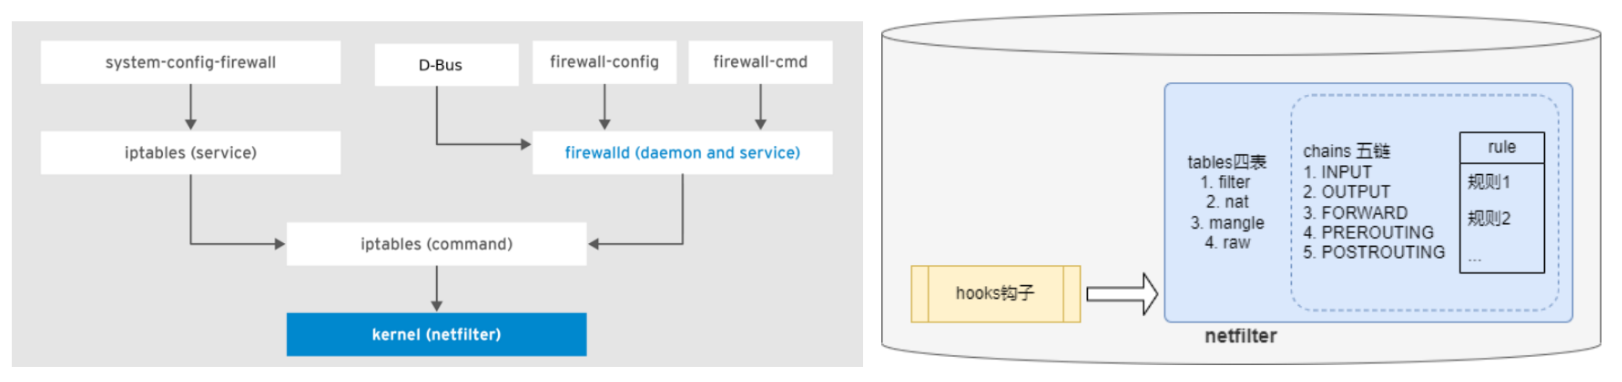 system-config-firewall
D-Bus
firewall-config
firewall-cmd
iptables (service)
firewalld (daemon and service)
iptables (command)
kernel (netfilter)
tables四表
1. filter
2. nat
3. mangle
4. raw
chains 五链
1. INPUT
2. OUTPUT
3. FORWARD
4. PREROUTING
5. POSTROUTING
rule
规则1
规则2
...
hooks钩子
netfilter